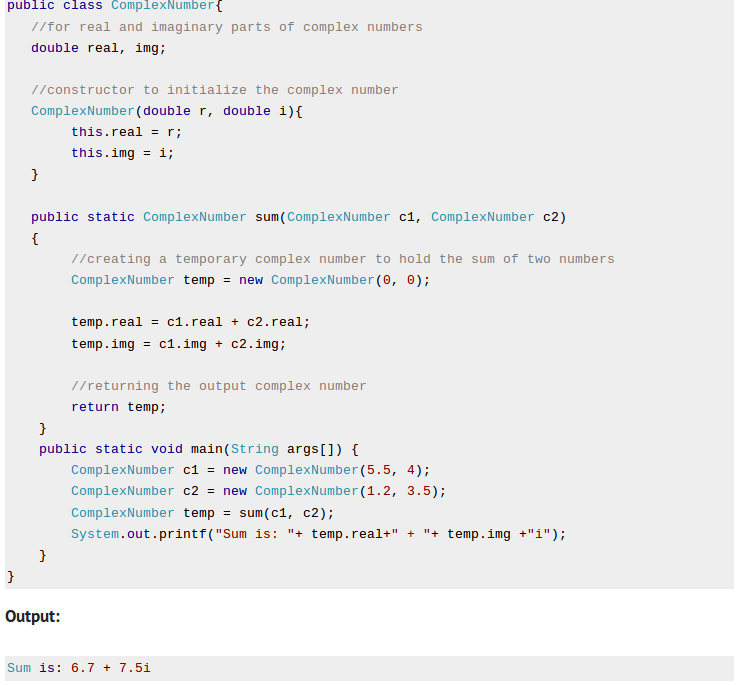 public class ComplexNumber{
//for real and imaginary parts of complex numbers
double real, img;
//constructor to initialize the complex number
ComplexNumber(double r, double i){
this.real = r;
this.img = i;
}
public static ComplexNumber sum(ComplexNumber c1, ComplexNumber c2)
{
//creating a temporary complex number to hold the sum of two numbers
ComplexNumber temp = new ComplexNumber(0, 0);
temp.real = c1.real + c2.real;
temp.img = c1.img + c2.img;
//returning the output complex number
return temp;
}
public static void main(String args[]) {
ComplexNumber c1 = new ComplexNumber(5.5, 4);
ComplexNumber c2 = new ComplexNumber(1.2, 3.5);
ComplexNumber temp = sum(c1, c2);
System.out.printf("Sum is: "+ temp.real+" + "+ temp.img +"i");
}
}
Output:
Sum is: 6.7 + 7.5i